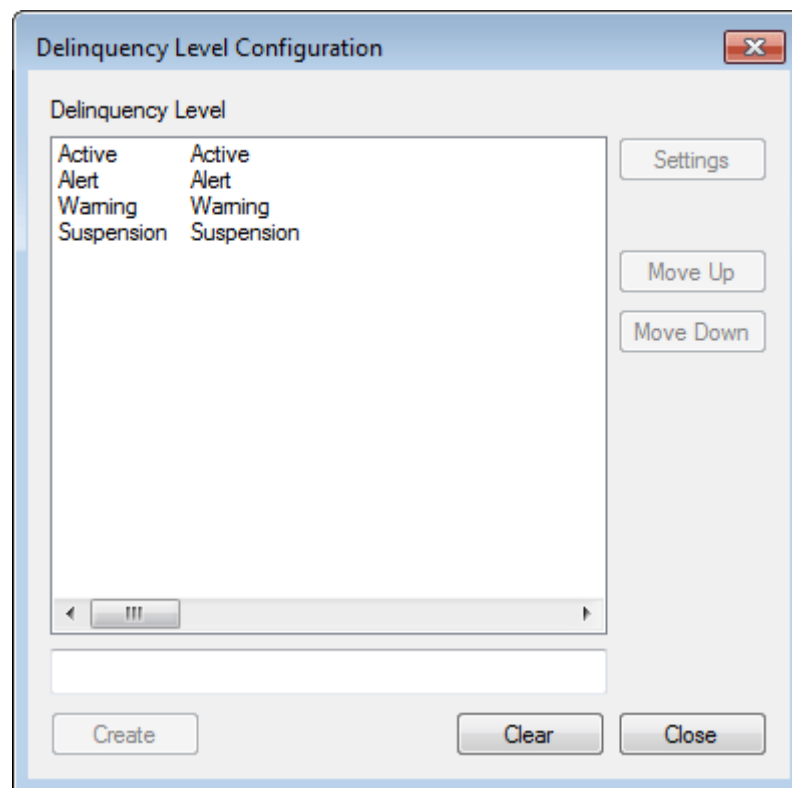 Delinquency Level Configuration
Delinquency Level
Active Active
Alert Alert
Warning Warning
Suspension Suspension
Settings
Move Up
Move Down
Create
Clear
Close